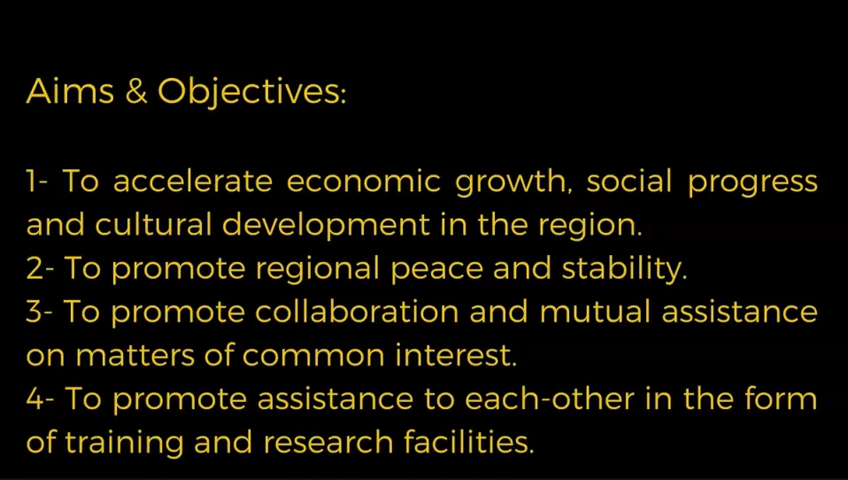 Aims & Objectives:
1- To accelerate economic growth, social progress
and cultural development in the region.
2- To promote regional peace and stability.
3- To promote collaboration and mutual assistance
on matters of common interest.
4- To promote assistance to each-other in the form
of training and research facilities.